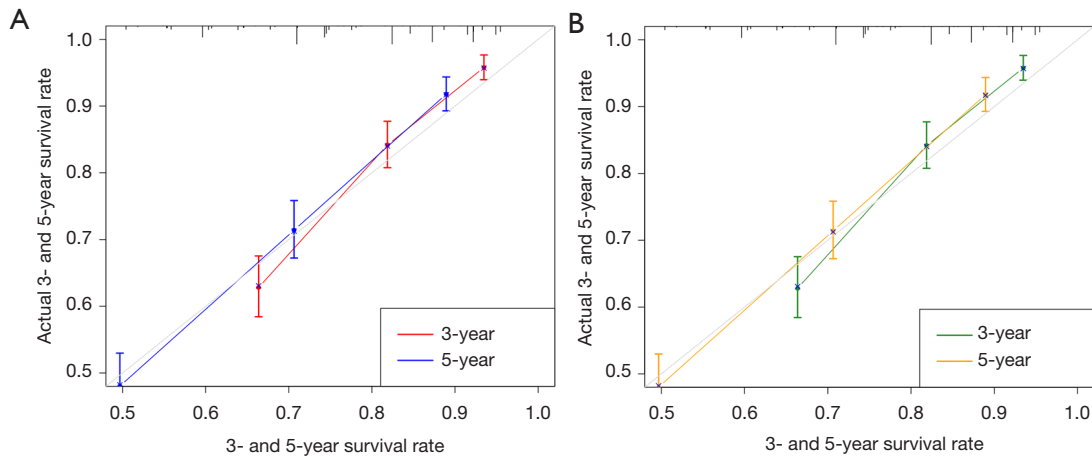 A
Actual 3- and 5-year survival rate
1.0
0.9
0.8
0.7
0.6
0.5
3-year
5-year
0.5 0.6 0.7 0.8 0.9 1.0
3- and 5-year survival rate
B
Actual 3- and 5-year survival rate
1.0
0.9
0.8
0.7
0.6
0.5
3-year
5-year
0.5 0.6 0.7 0.8 0.9 1.0
3- and 5-year survival rate